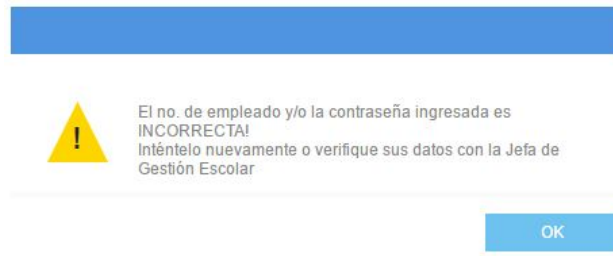 !
El no. de empleado y/o la contraseña ingresada es
INCORRECTA!
Inténtelo nuevamente o verifique sus datos con la Jefa de
Gestión Escolar
OK